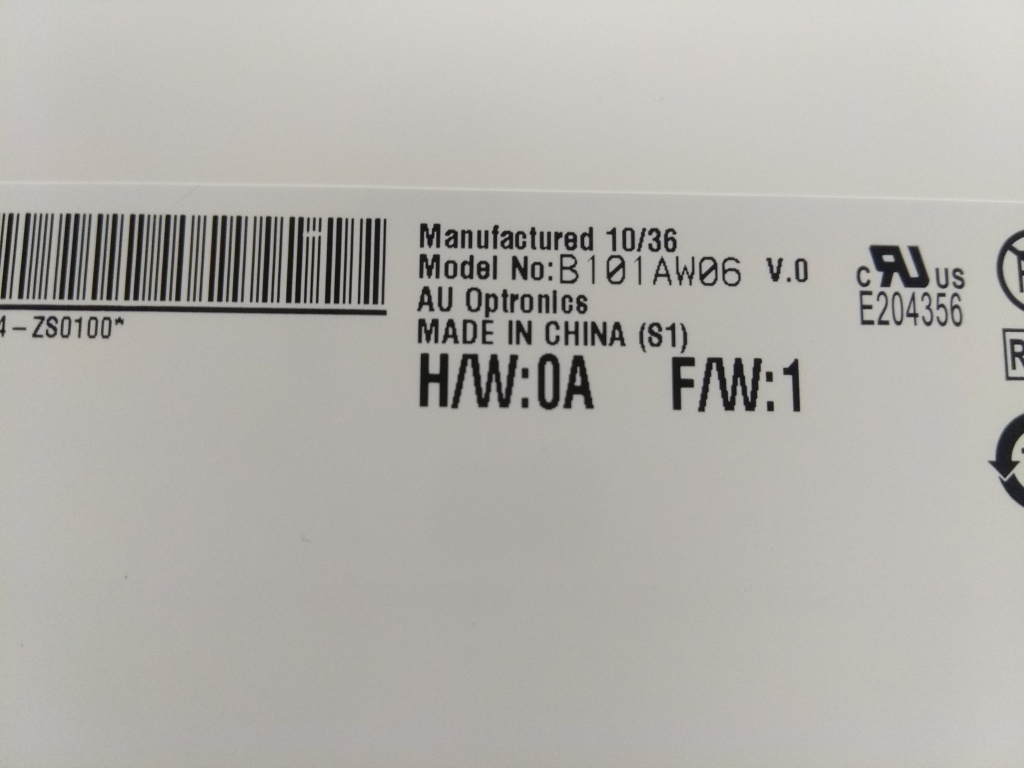 4-ZS0100*
Manufactured 10/36
Model No:B101AW06 V.0
AU Optronics
MADE IN CHINA (S1)
H/W:0A F/W:1
c RU US
E204356
R